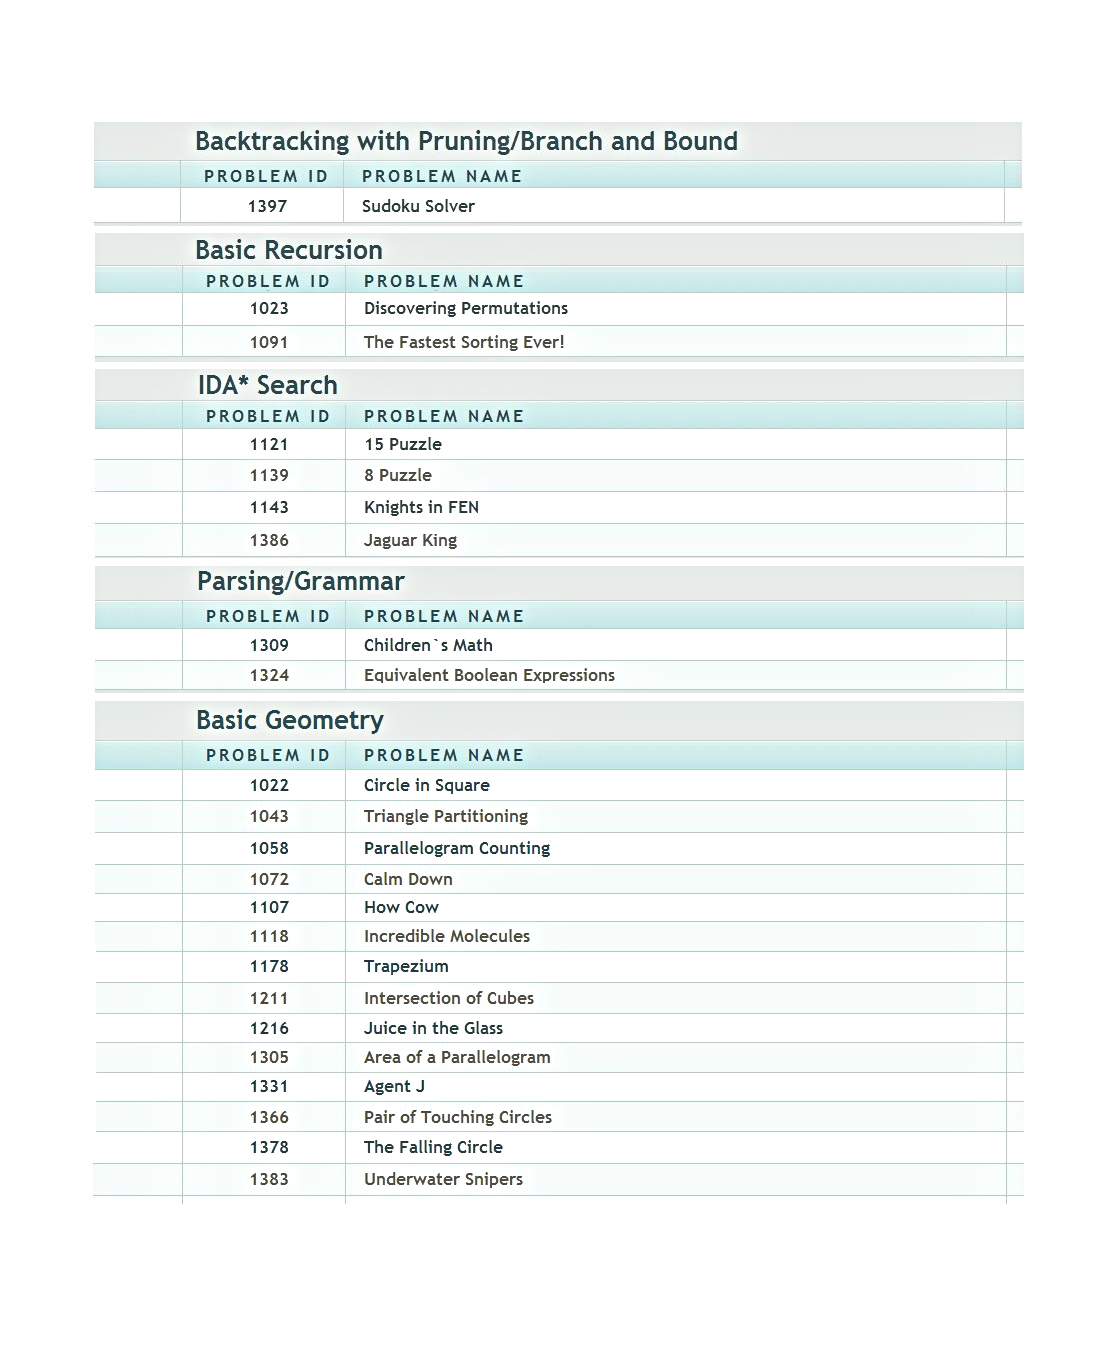 Backtracking with Pruning/Branch and Bound
PROBLEM ID PROBLEM NAME
1397 Sudoku Solver
Basic Recursion
PROBLEM ID PROBLEM NAME
1023 Discovering Permutations
1091 The Fastest Sorting Ever!
IDA* Search
PROBLEM ID PROBLEM NAME
1121 15 Puzzle
1139 8 Puzzle
1143 Knights in FEN
1386 Jaguar King
Parsing/Grammar
PROBLEM ID PROBLEM NAME
1309 Children`s Math
1324 Equivalent Boolean Expressions
Basic Geometry
PROBLEM ID PROBLEM NAME
1022 Circle in Square
1043 Triangle Partitioning
1058 Parallelogram Counting
1072 Calm Down
1107 How Cow
1118 Incredible Molecules
1178 Trapezium
1211 Intersection of Cubes
1216 Juice in the Glass
1305 Area of a Parallelogram
1331 Agent J
1366 Pair of Touching Circles
1378 The Falling Circle
1383 Underwater Snipers